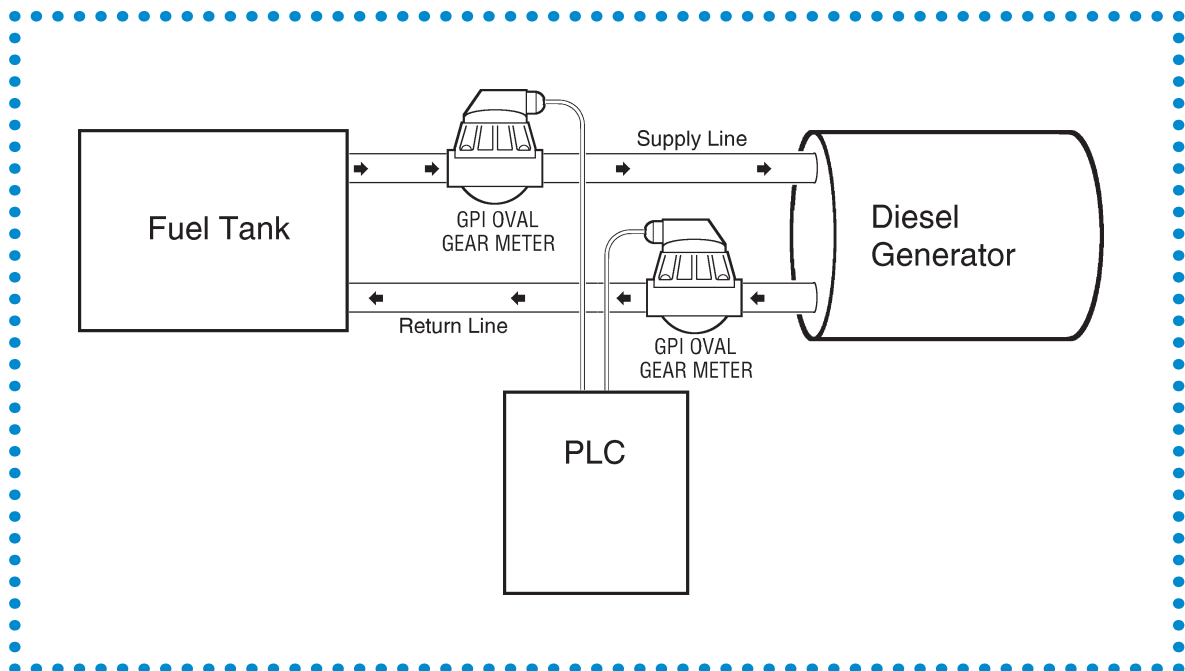 Supply Line
Fuel Tank
GPI OVAL
GEAR METER
Diesel
Generator
Return Line
GPI OVAL
GEAR METER
PLC